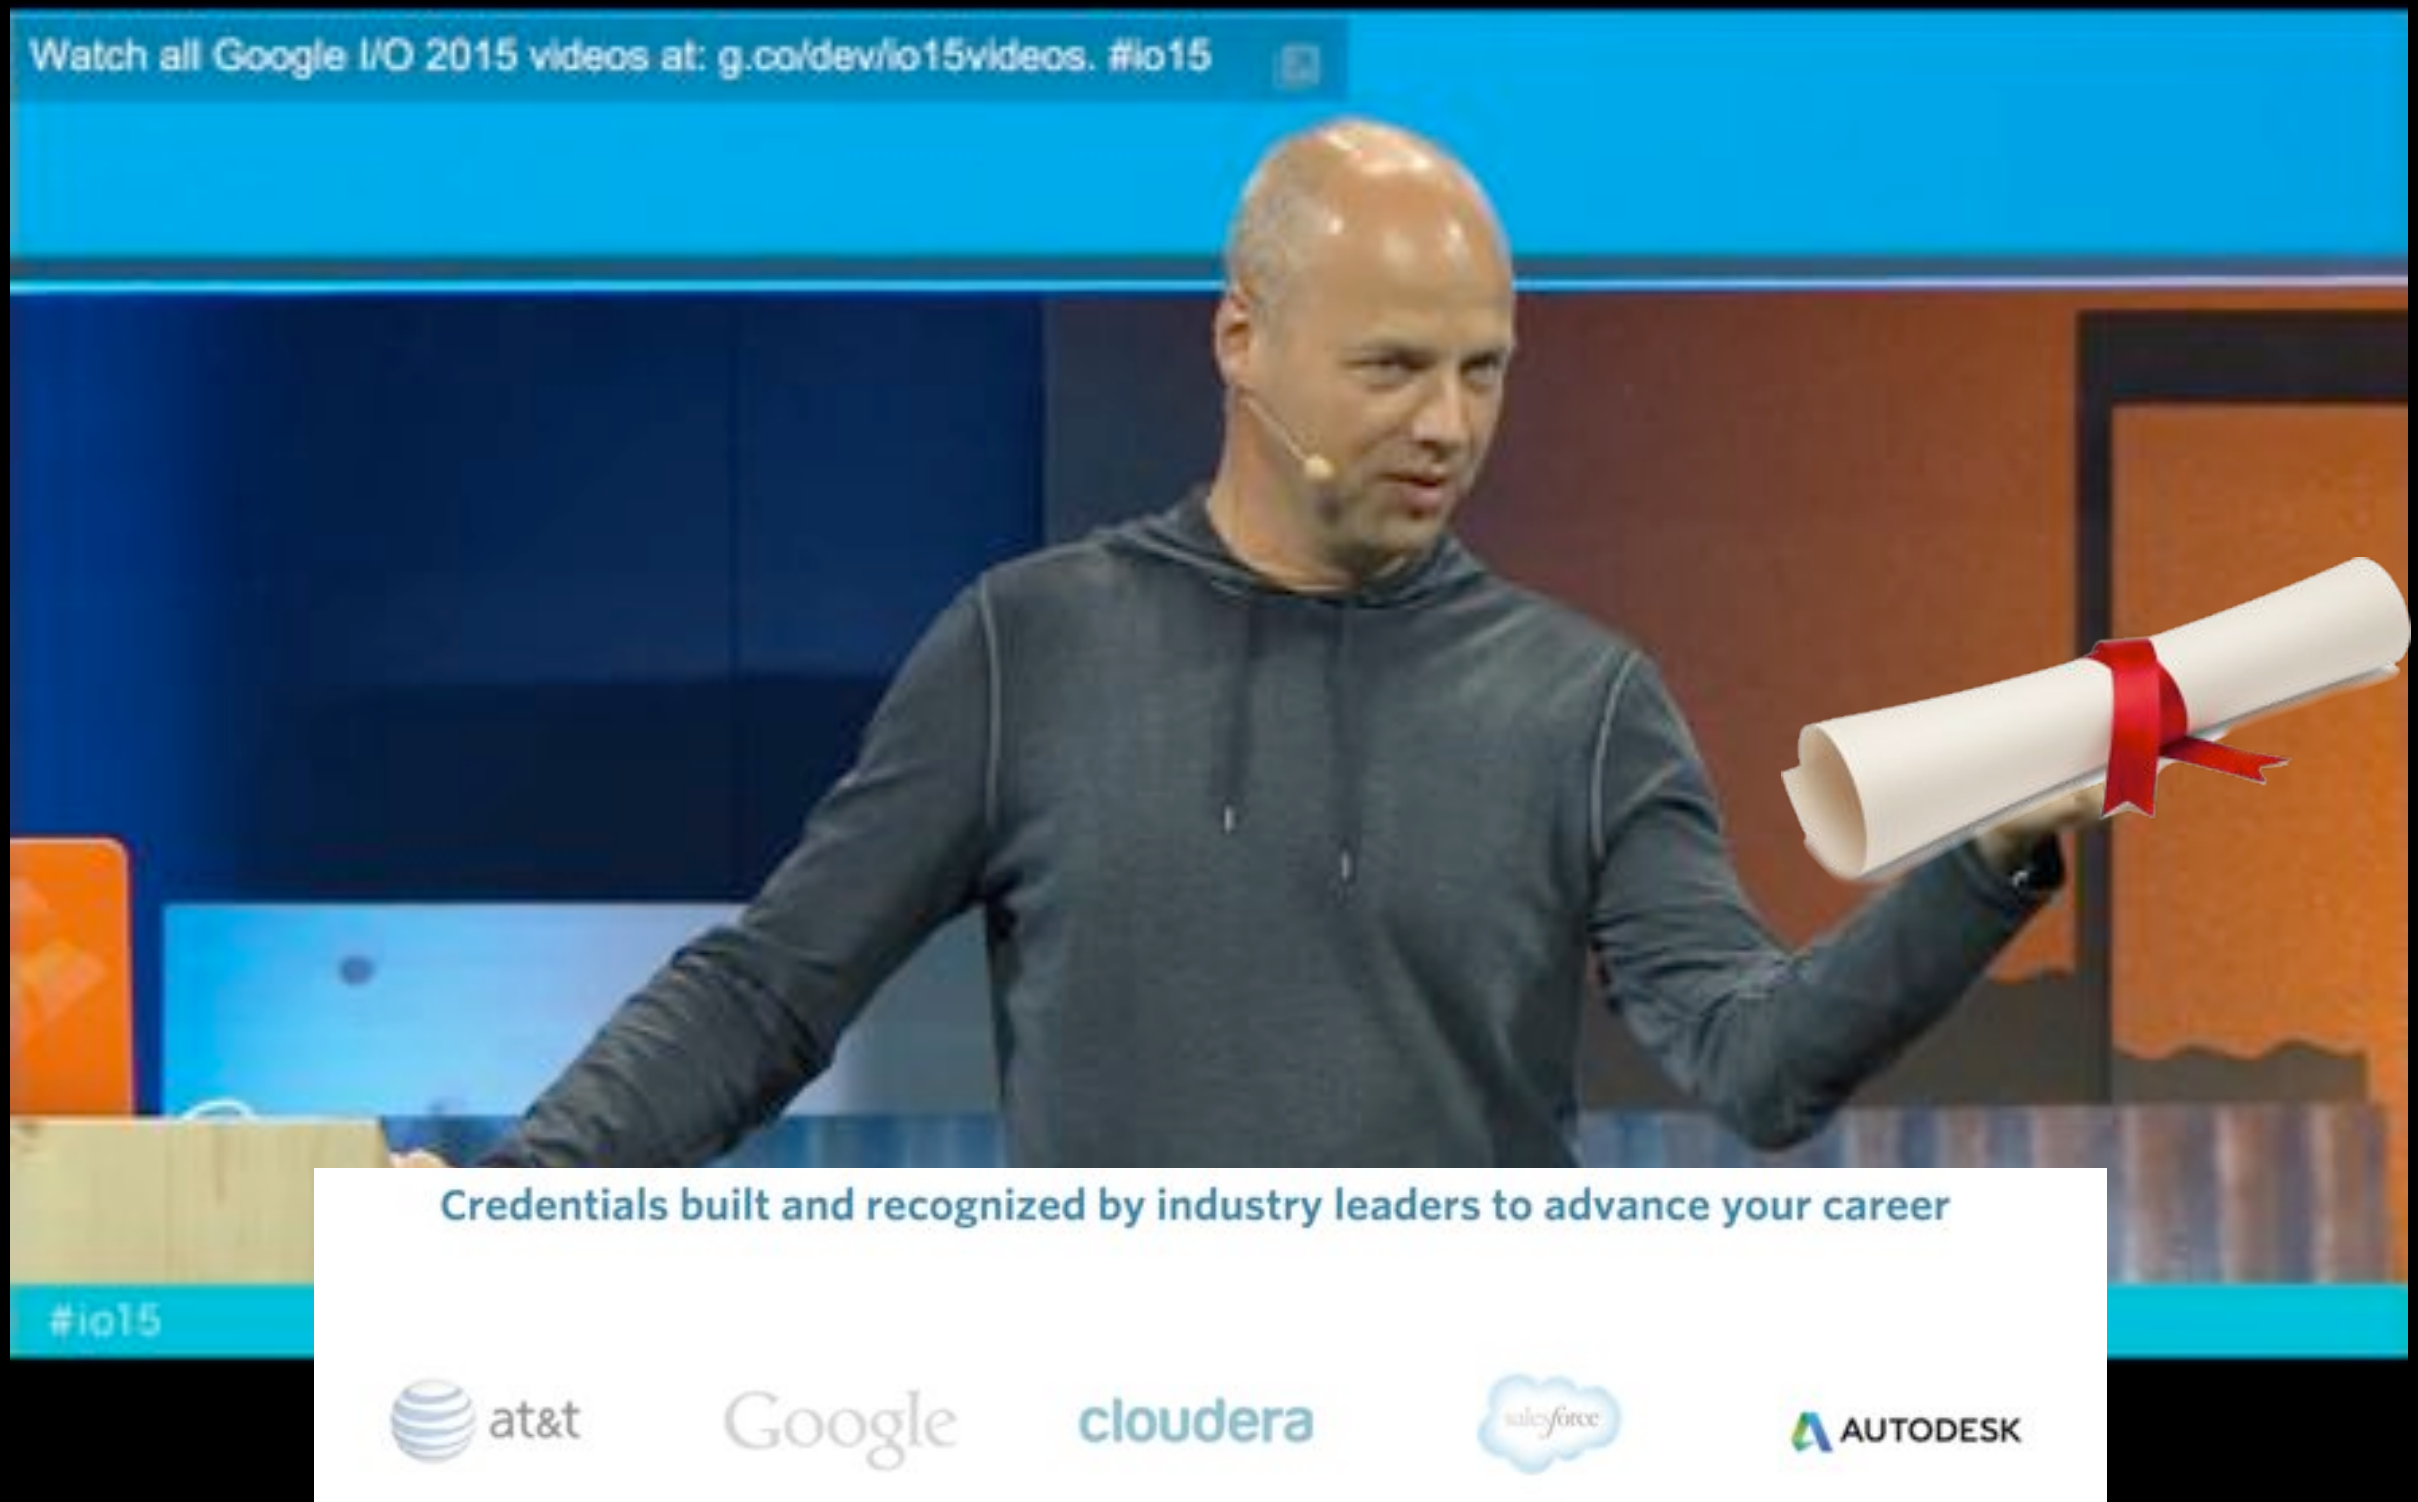 Watch all Google I/O 2015 videos at: g.co/dev/io15videos. #io15
Credentials built and recognized by industry leaders to advance your career
#io15
at&t
Google
cloudera
salesforce
AUTODESK